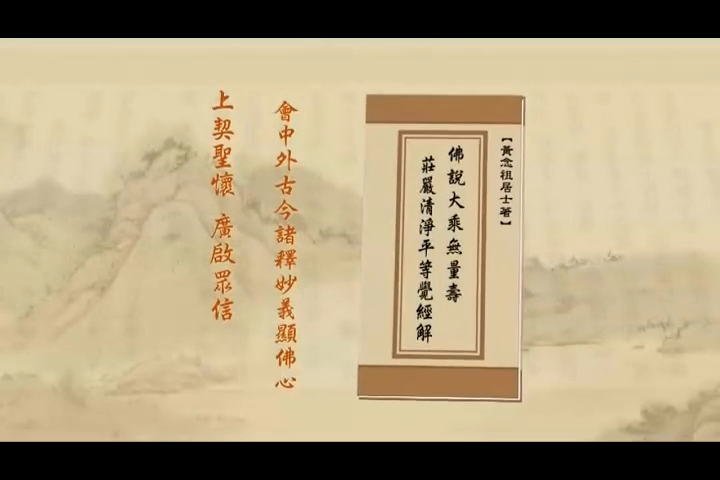 【黃念祖居士著】
佛說大乘無量壽
莊嚴清淨平等覺經解
會中外古今諸釋妙義顯佛心
上契聖懷 廣啟眾信